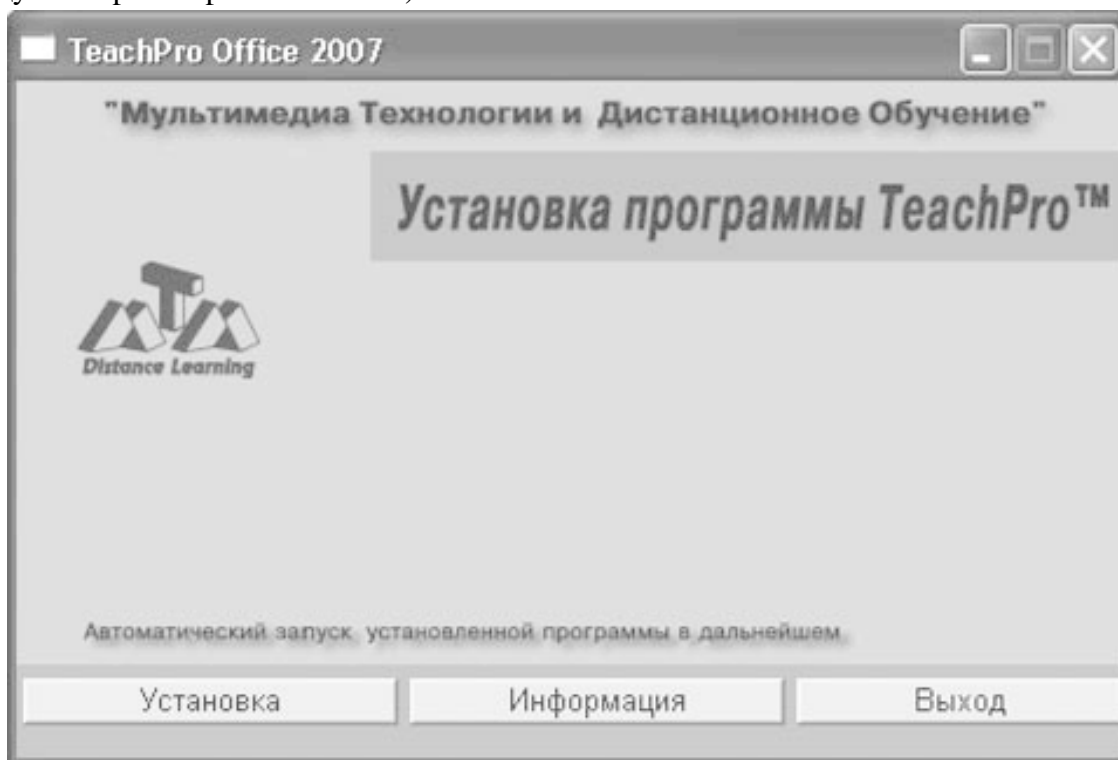 TeachPro Office 2007
"Мультимедиа Технологии и Дистанционное Обучение"
Установка программы TeachPro™
МТМ
Distance Learning
Автоматический запуск установленной программы в дальнейшем
Установка Информация Выход